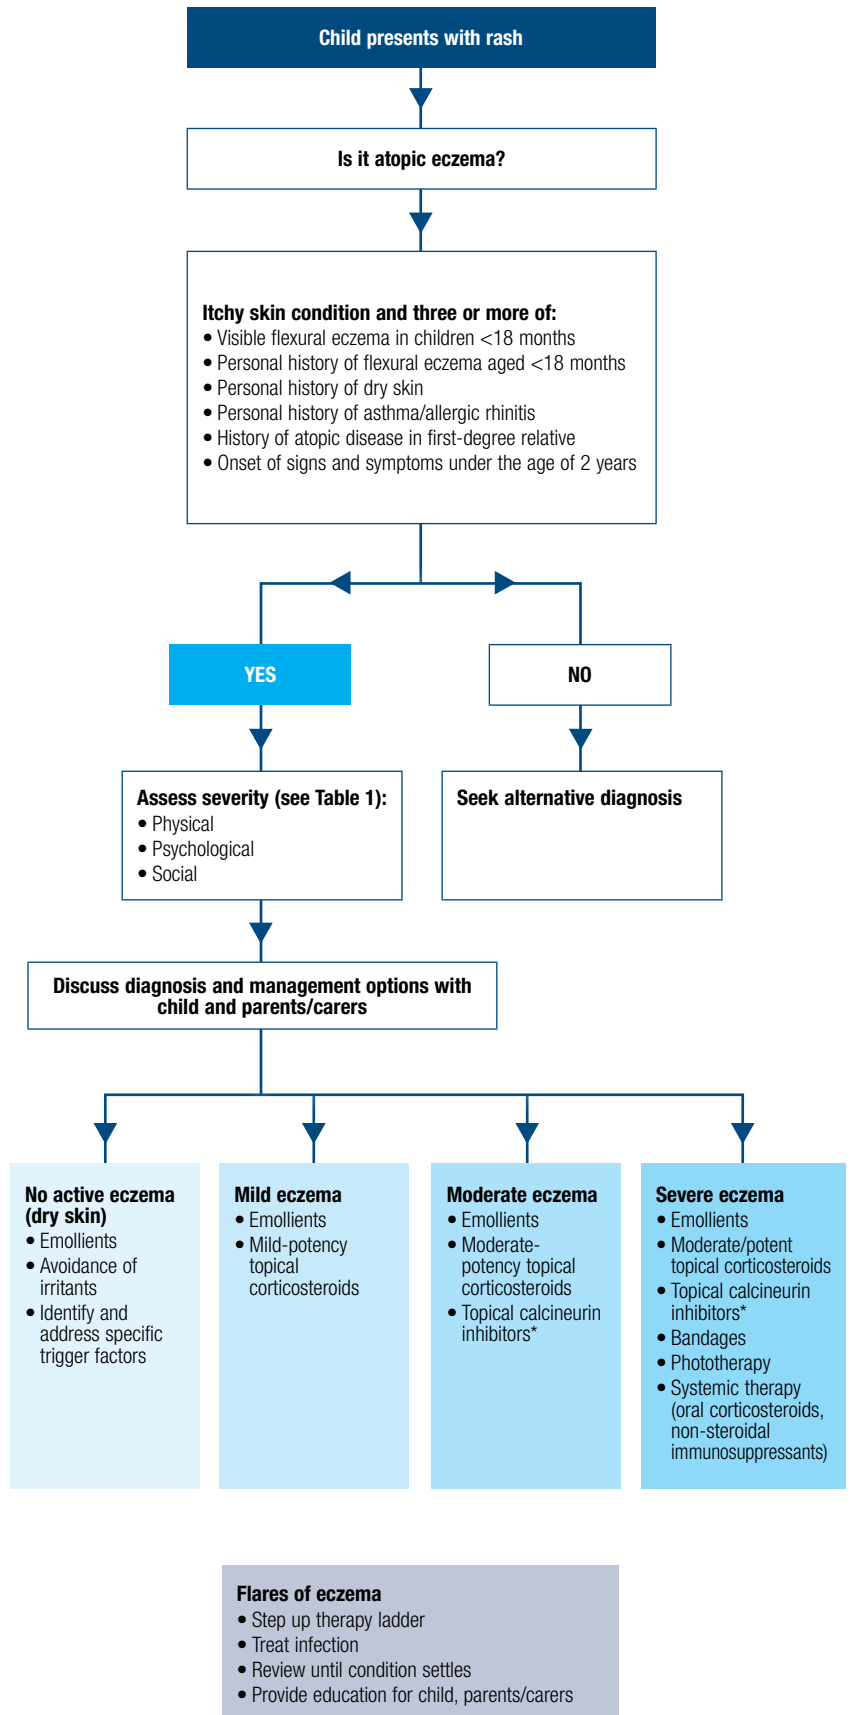 Child presents with rash
Is it atopic eczema?
Itchy skin condition and three or more of:
• Visible flexural eczema in children <18 months
• Personal history of flexural eczema aged <18 months
• Personal history of dry skin
• Personal history of asthma/allergic rhinitis
• History of atopic disease in first-degree relative
• Onset of signs and symptoms under the age of 2 years
YES
NO
Assess severity (see Table 1):
• Physical
• Psychological
• Social
Seek alternative diagnosis
Discuss diagnosis and management options with
child and parents/carers
No active eczema
(dry skin)
• Emollients
• Avoidance of
irritants
• Identify and
address specific
trigger factors
Mild eczema
• Emollients
• Mild-potency
topical
corticosteroids
Moderate eczema
• Emollients
• Moderate-
potency topical
corticosteroids
• Topical calcineurin
inhibitors*
Severe eczema
• Emollients
• Moderate/potent
topical corticosteroids
• Topical calcineurin
inhibitors*
• Bandages
• Phototherapy
• Systemic therapy
(oral corticosteroids,
non-steroidal
immunosuppressants)
Flares of eczema
• Step up therapy ladder
• Treat infection
• Review until condition settles
• Provide education for child, parents/carers